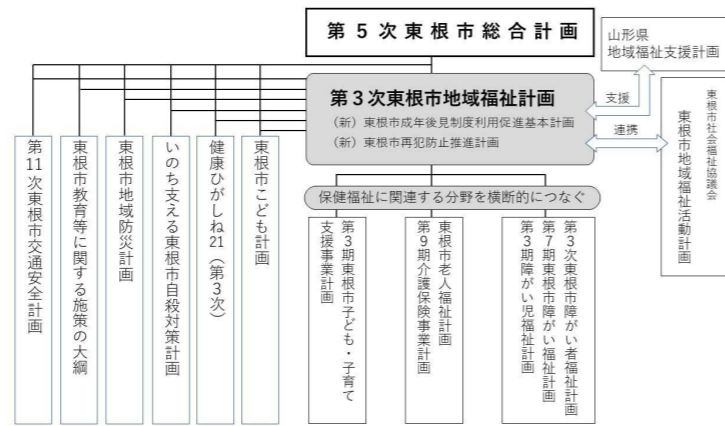 第５次東根市総合計画
山形県
地域福祉支援計画
第３次東根市地域福祉計画
（新）東根市成年後見制度利用促進基本計画
（新）東根市再犯防止推進計画
支援
連携
東根市社会福祉協議会
東根市地域福祉活動計画
保健福祉に関連する分野を横断的につなぐ
第11次東根市交通安全計画
東根市教育等に関する施策の大綱
東根市地域防災計画
いのち支える東根市自殺対策計画
健康ひがしね21（第３次）
東根市こども計画
第３期東根市子ども・子育て
支援事業計画
東根市老人福祉計画
第９期介護保険事業計画
第３次東根市障がい者福祉計画
第７期東根市障がい福祉計画
第３期障がい児福祉計画